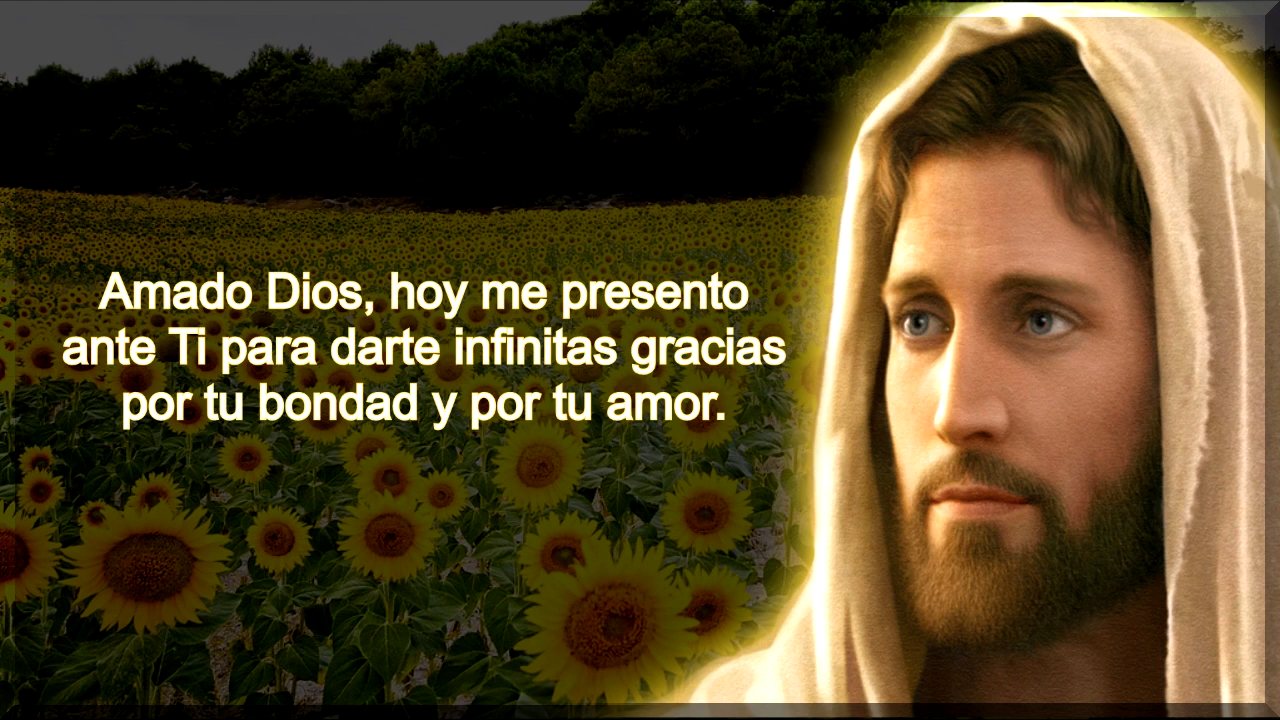 Amado Dios, hoy me presento
ante Ti para darte infinitas gracias
por tu bondad y por tu amor.